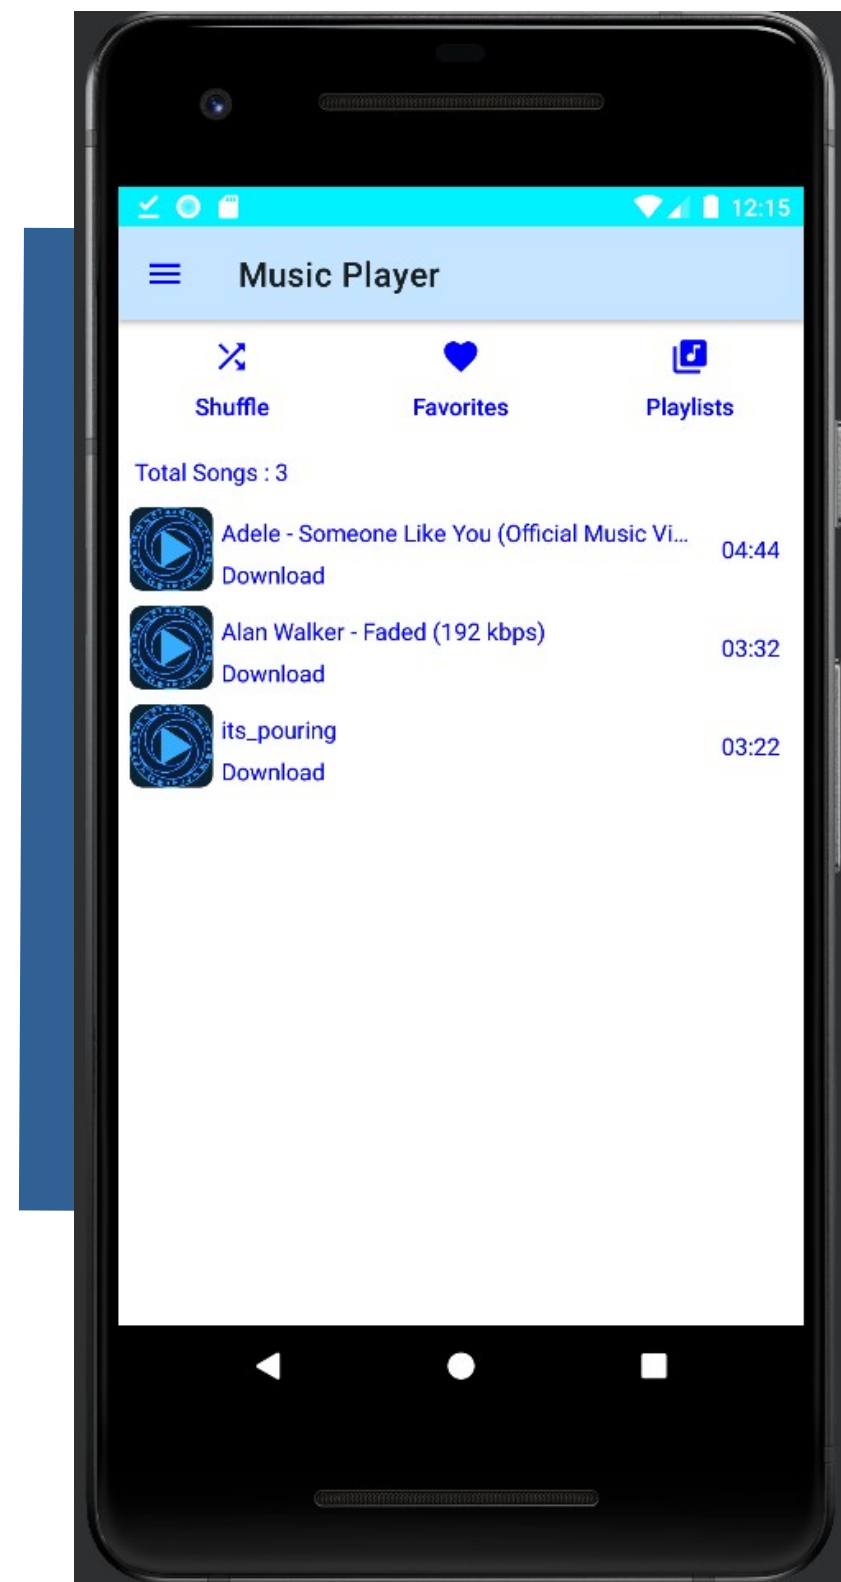 12:15
Music Player
Shuffle Favorites Playlists
Total Songs : 3
Adele - Someone Like You (Official Music Vi... 04:44
Download
Alan Walker - Faded (192 kbps) 03:32
Download
its_pouring 03:22
Download